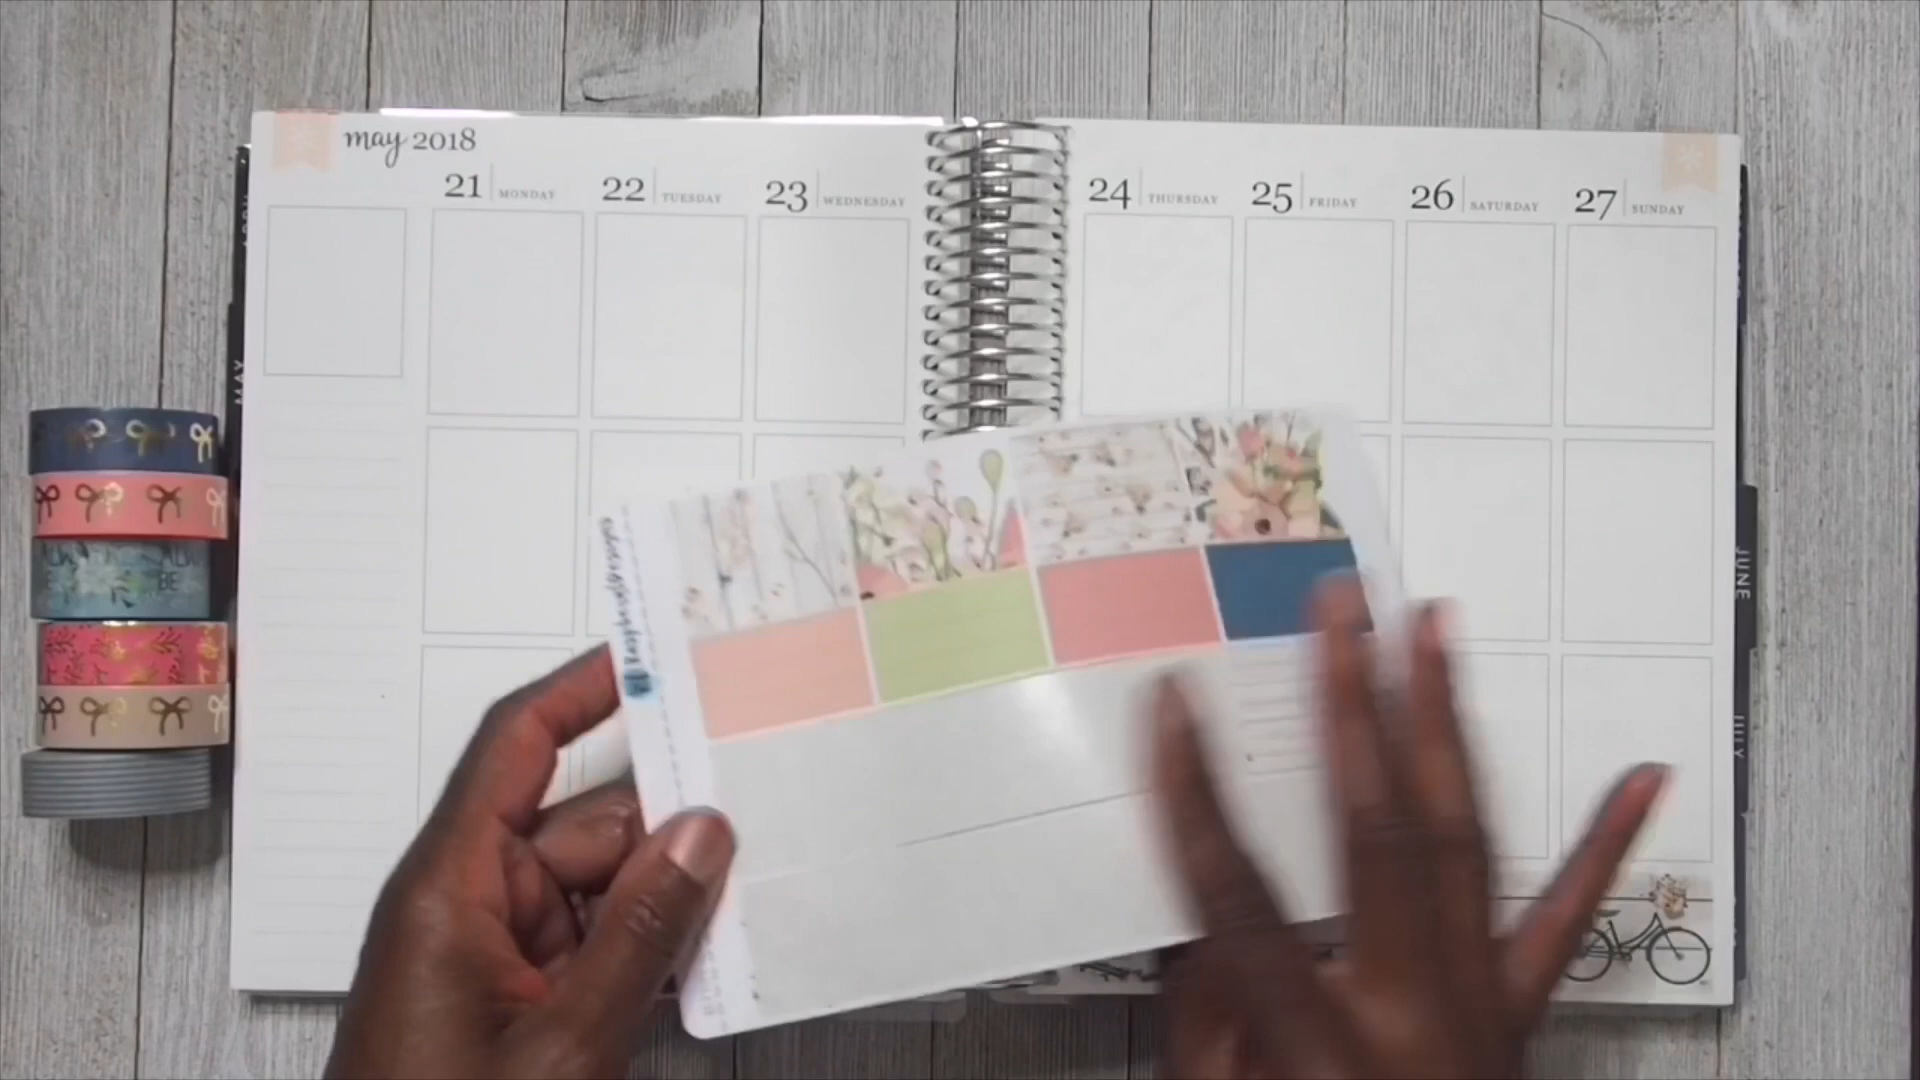 may 2018
21 MONDAY
22 TUESDAY
23 WEDNESDAY
24 THURSDAY
25 FRIDAY
26 SATURDAY
27 SUNDAY
MAY
JUNE
JULY
BE